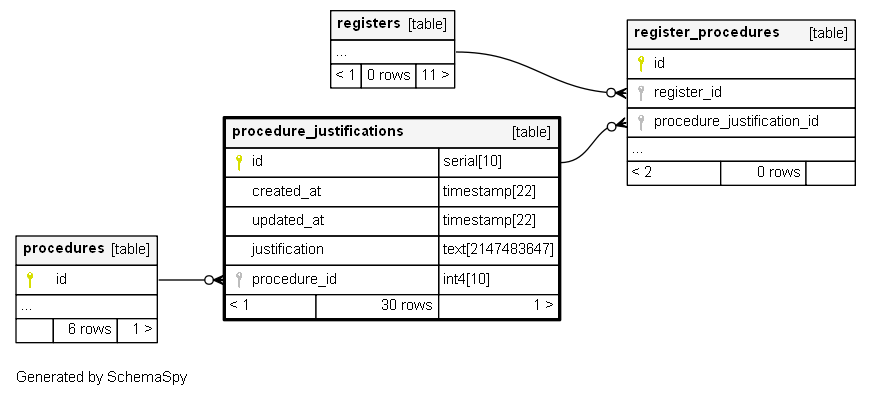 registers [table]
...
< 1 0 rows 11 >
register_procedures [table]
id
register_id
procedure_justification_id
...
< 2 0 rows
procedure_justifications [table]
id serial[10]
created_at timestamp[22]
updated_at timestamp[22]
justification text[2147483647]
procedure_id int4[10]
< 1 30 rows 1 >
procedures [table]
id
...
6 rows 1 >
Generated by SchemaSpy